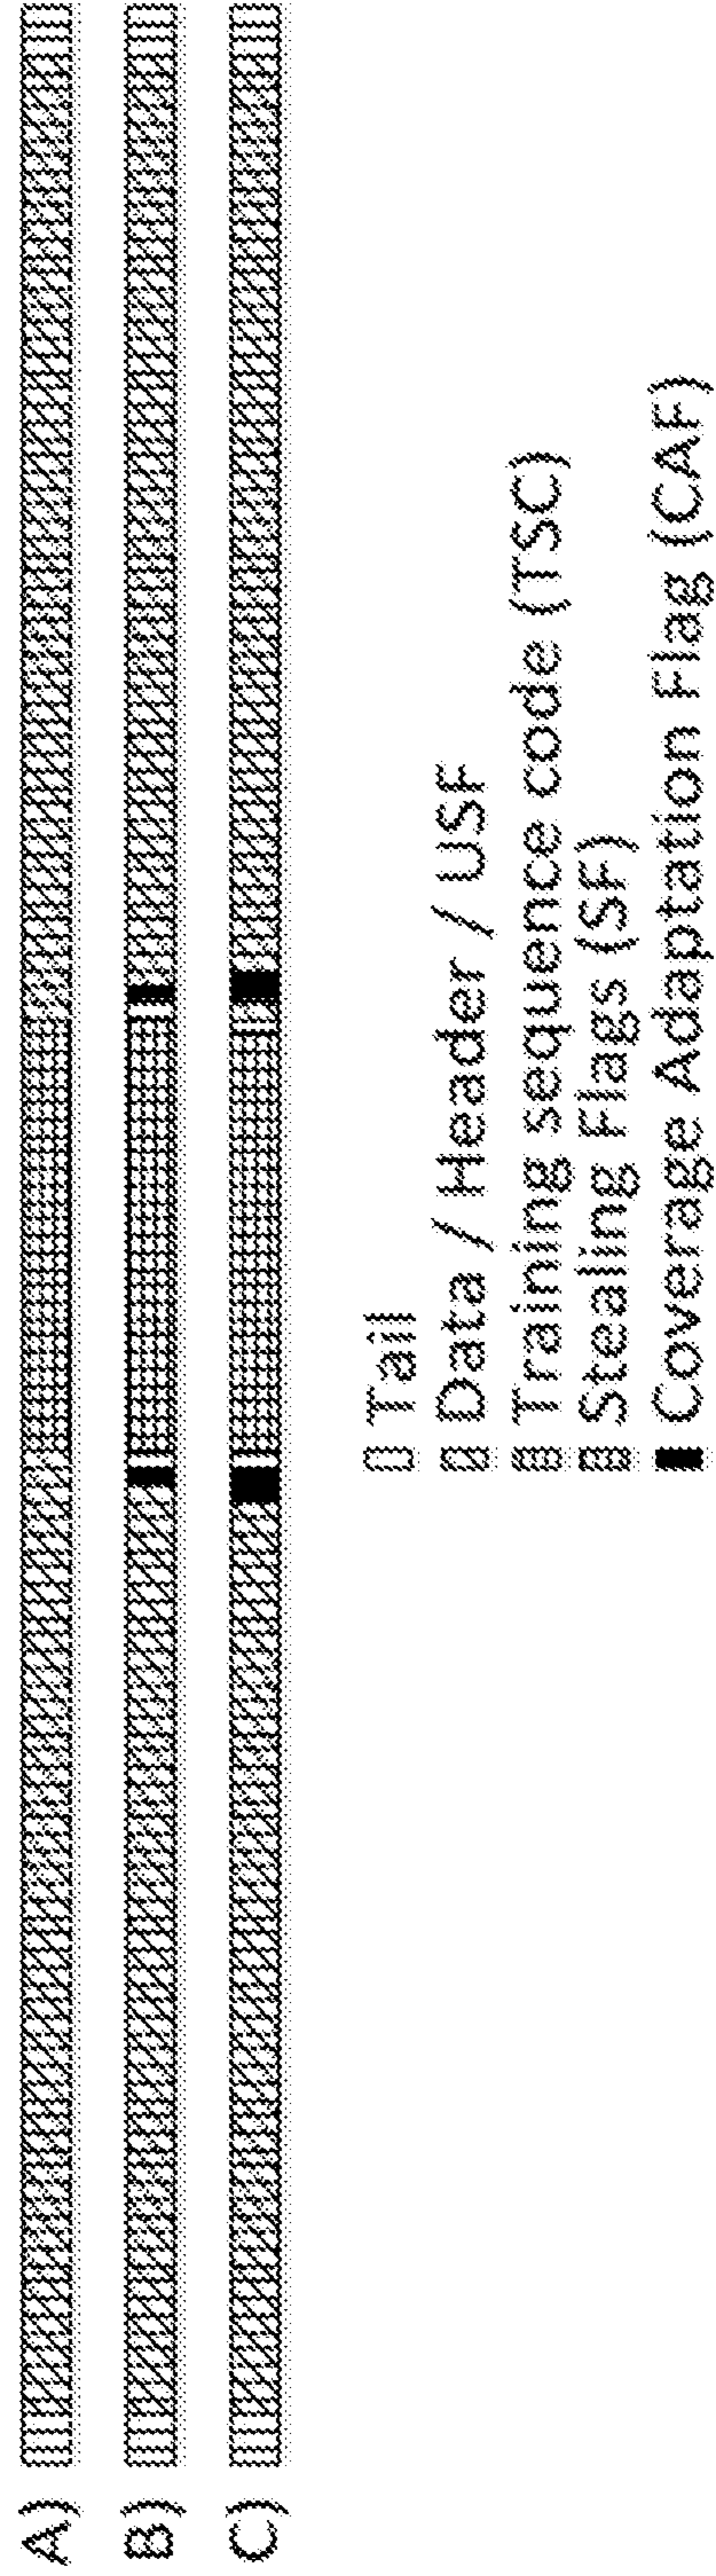 A)
B)
C)
Tail
Data / Header / USF
Training sequence code (TSC)
Stealing Flags (SF)
Coverage Adaptation Flag (CAF)